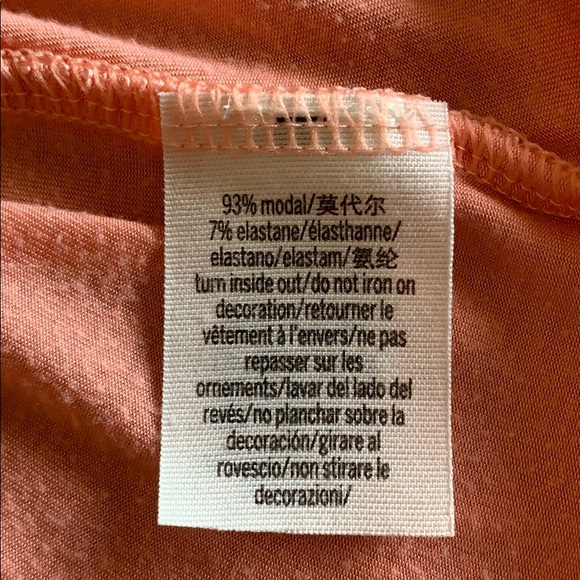 93% modal/莫代尔
7% elastane/élasthanne/
elastano/elastam/氨纶
turn inside out/do not iron on
decoration/retourner le
vêtement à l'envers/ne pas
repasser sur les
ornements/lavar del lado del
revés/no planchar sobre la
decoración/girare al
rovescio/non stirare le
decorazioni/